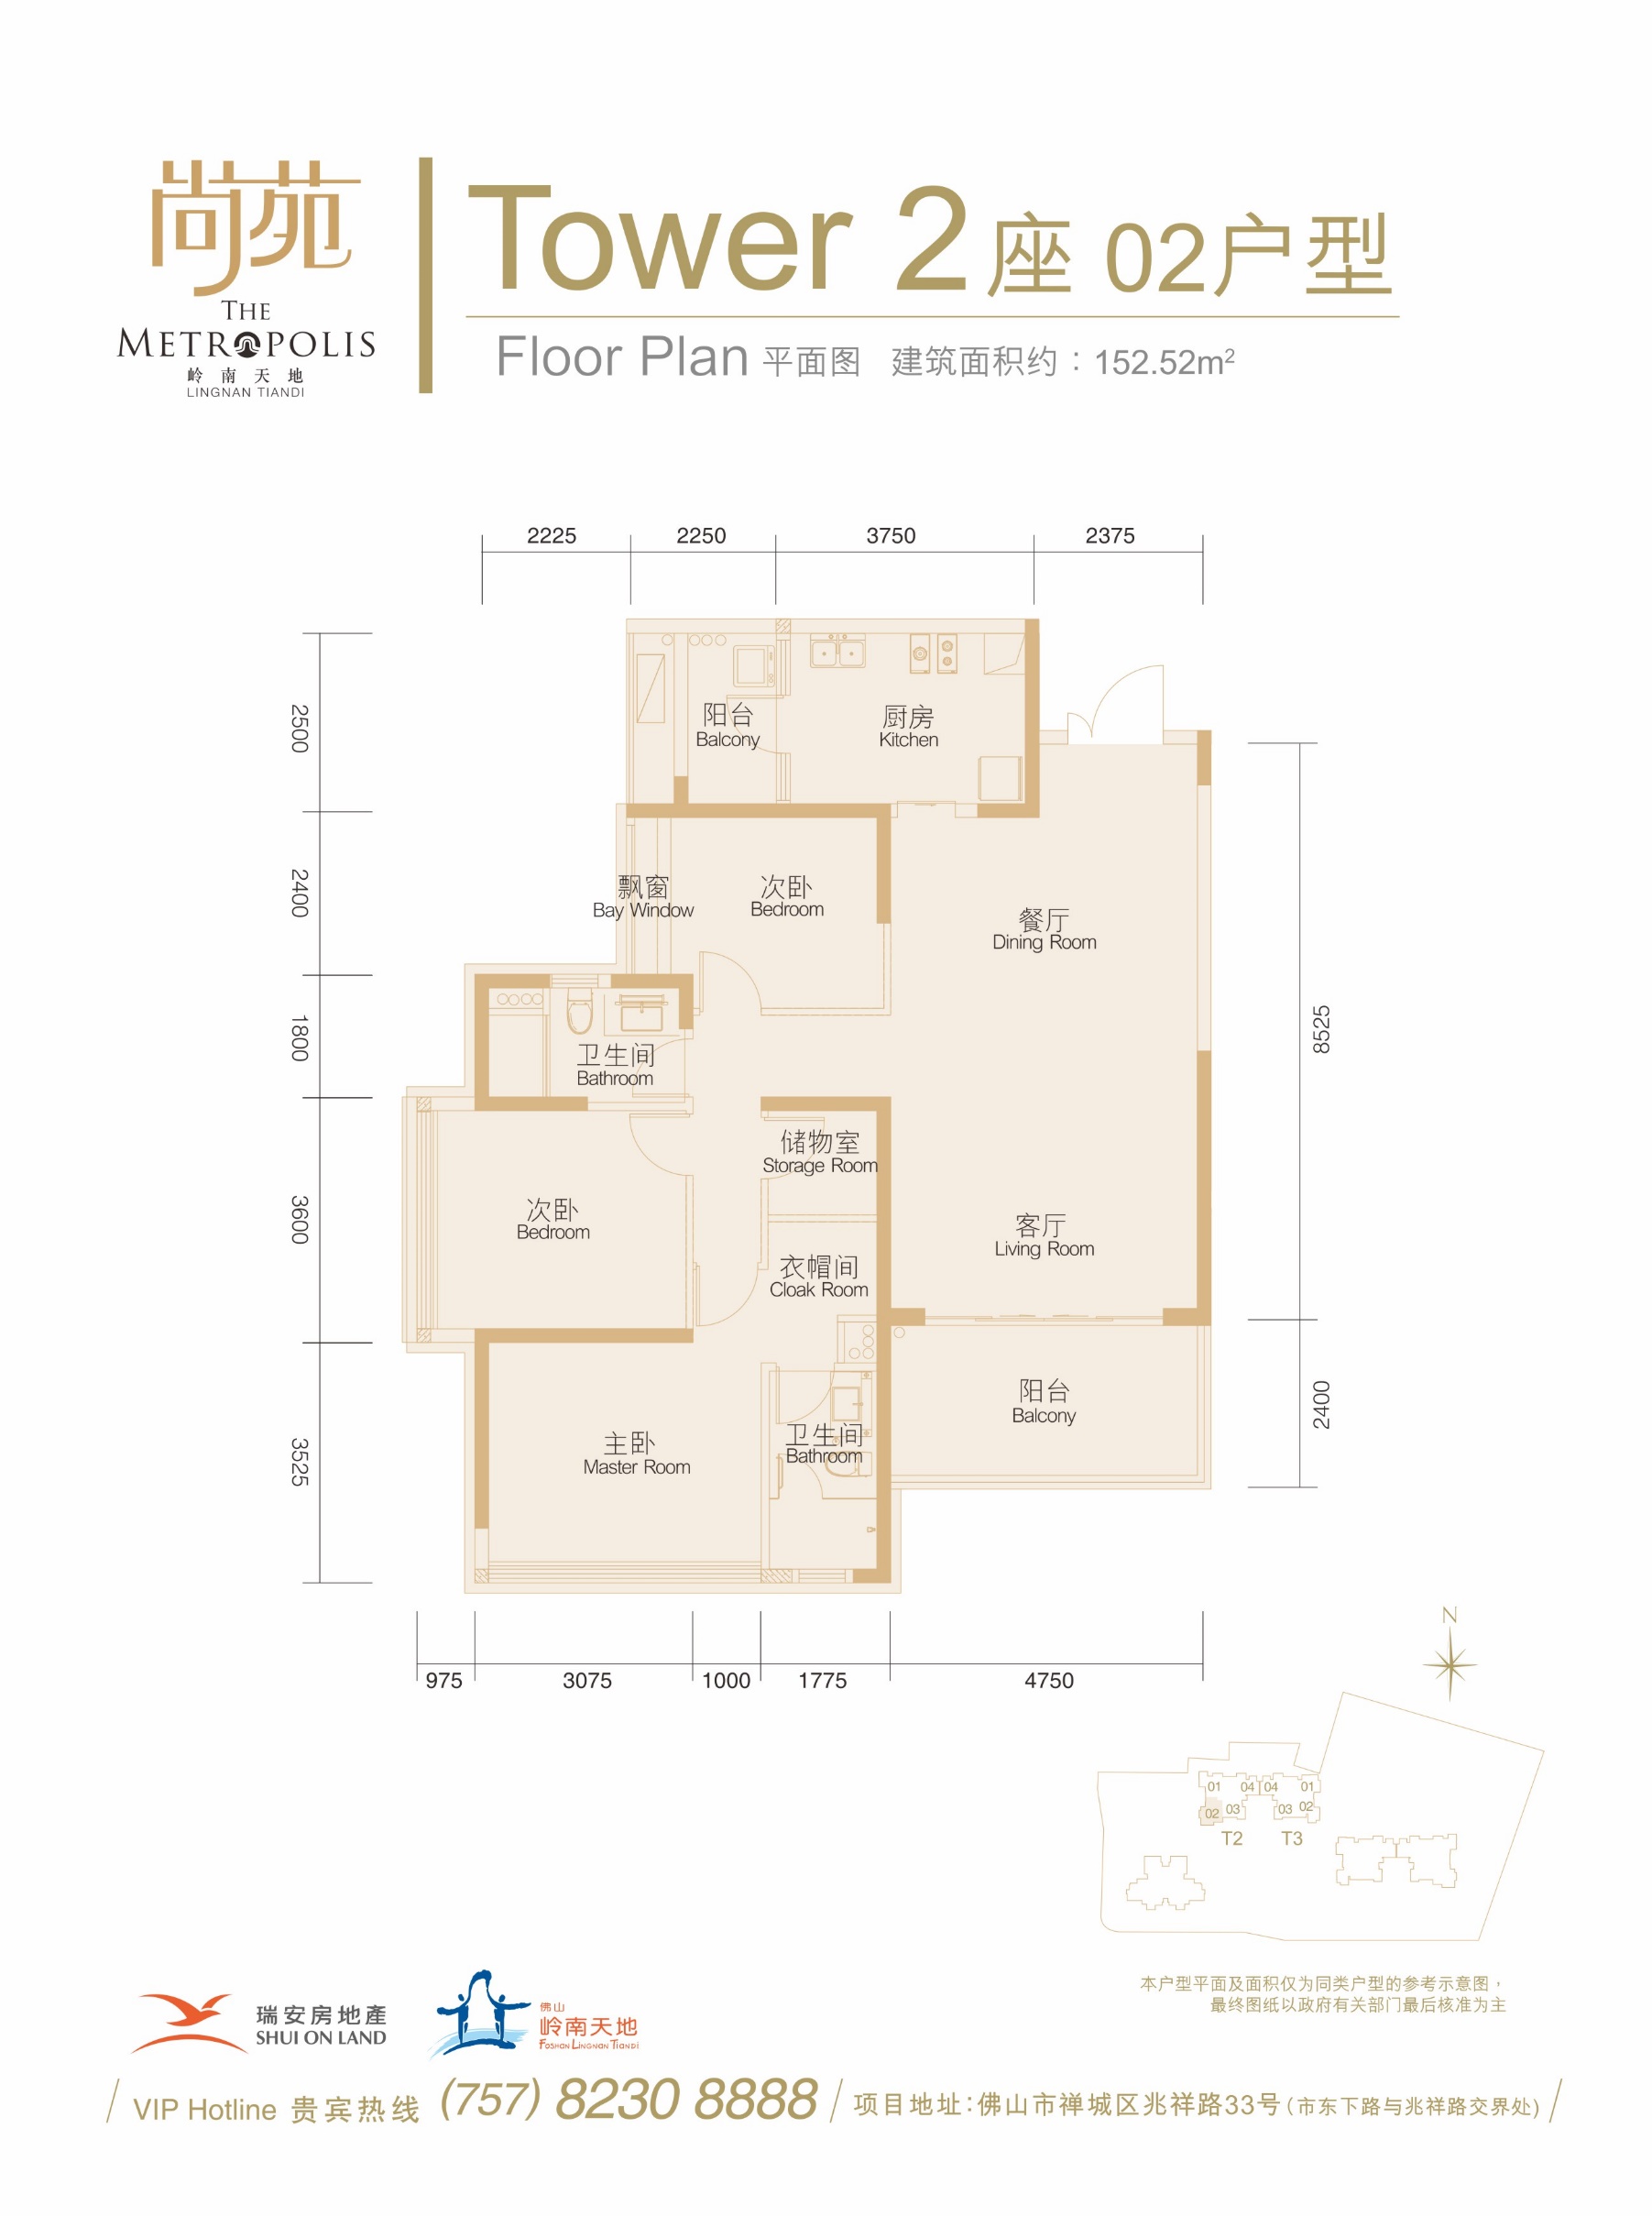 尚苑
THE
METROPOLIS
岭南天地
LINGNAN TIANDI
Tower 2座 02户型
Floor Plan 平面图 建筑面积约：152.52m²
2225 2250 3750 2375
2500
2400
1800
3600
3525
8525
2400
阳台
Balcony
厨房
Kitchen
飘窗
Bay Window
次卧
Bedroom
餐厅
Dining Room
卫生间
Bathroom
储物室
Storage Room
次卧
Bedroom
客厅
Living Room
衣帽间
Cloak Room
阳台
Balcony
主卧
Master Room
卫生间
Bathroom
975 3075 1000 1775 4750
N
01 04 04 01
02 03 03 02
T2 T3
本户型平面及面积仅为同类户型的参考示意图，
最终图纸以政府有关部门最后核准为主
瑞安房地產
SHUI ON LAND
佛山
岭南天地
FOSHAN LINGNAN TIANDI
VIP Hotline 贵宾热线 (757) 8230 8888 / 项目地址：佛山市禅城区兆祥路33号（市东下路与兆祥路交界处）